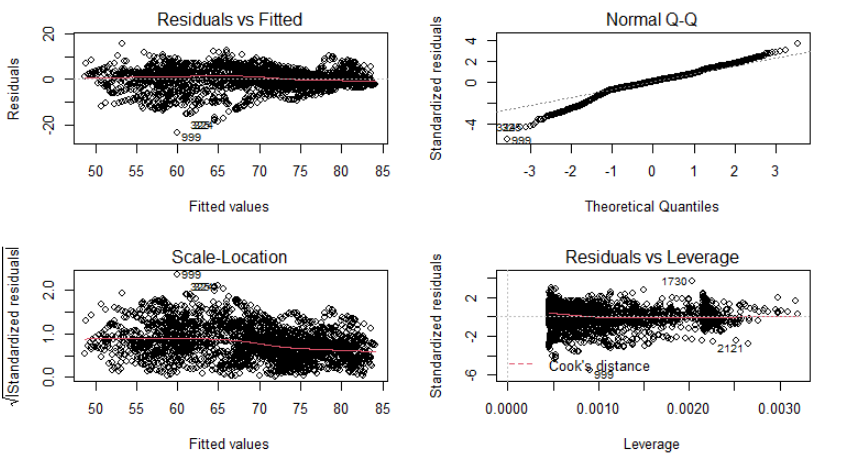 Residuals vs Fitted
Residuals
20
0
-20
999
50 55 60 65 70 75 80 85
Fitted values
Normal Q-Q
Standardized residuals
4
2
0
-4
999
-3 -2 -1 0 1 2 3
Theoretical Quantiles
Scale-Location
√|Standardized residuals|
2.0
1.0
0.0
999
50 55 60 65 70 75 80 85
Fitted values
Residuals vs Leverage
Standardized residuals
2
-2
-6
1730
2121
Cook's distance
999
0.0000 0.0010 0.0020 0.0030
Leverage